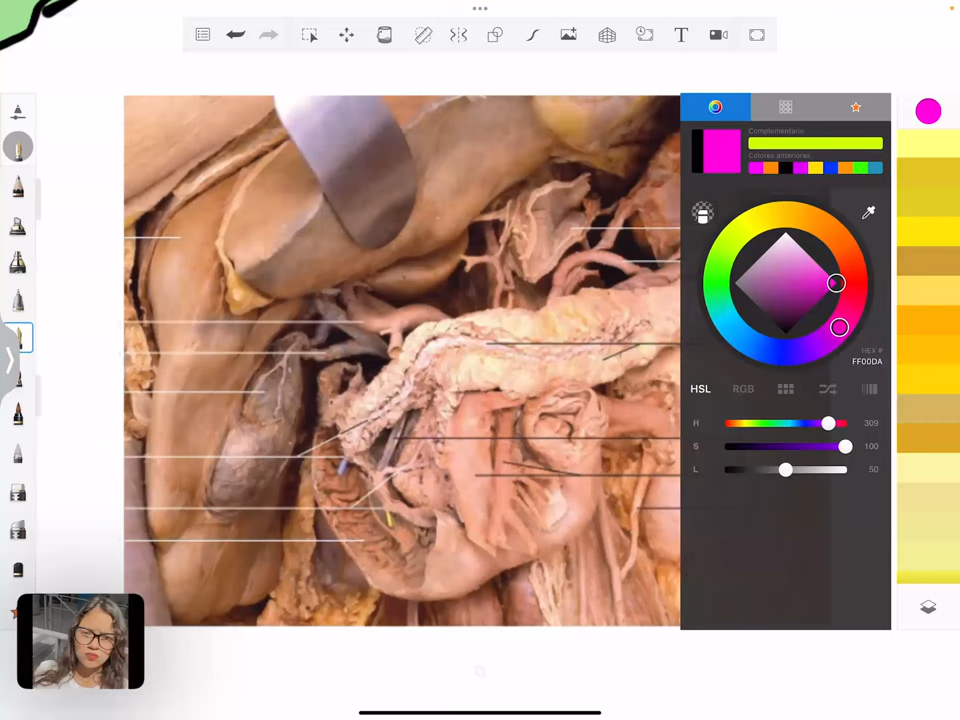 T
Complementario
Colores anteriores
HEX #
FF00DA
HSL
RGB
H
309
S
100
L
50